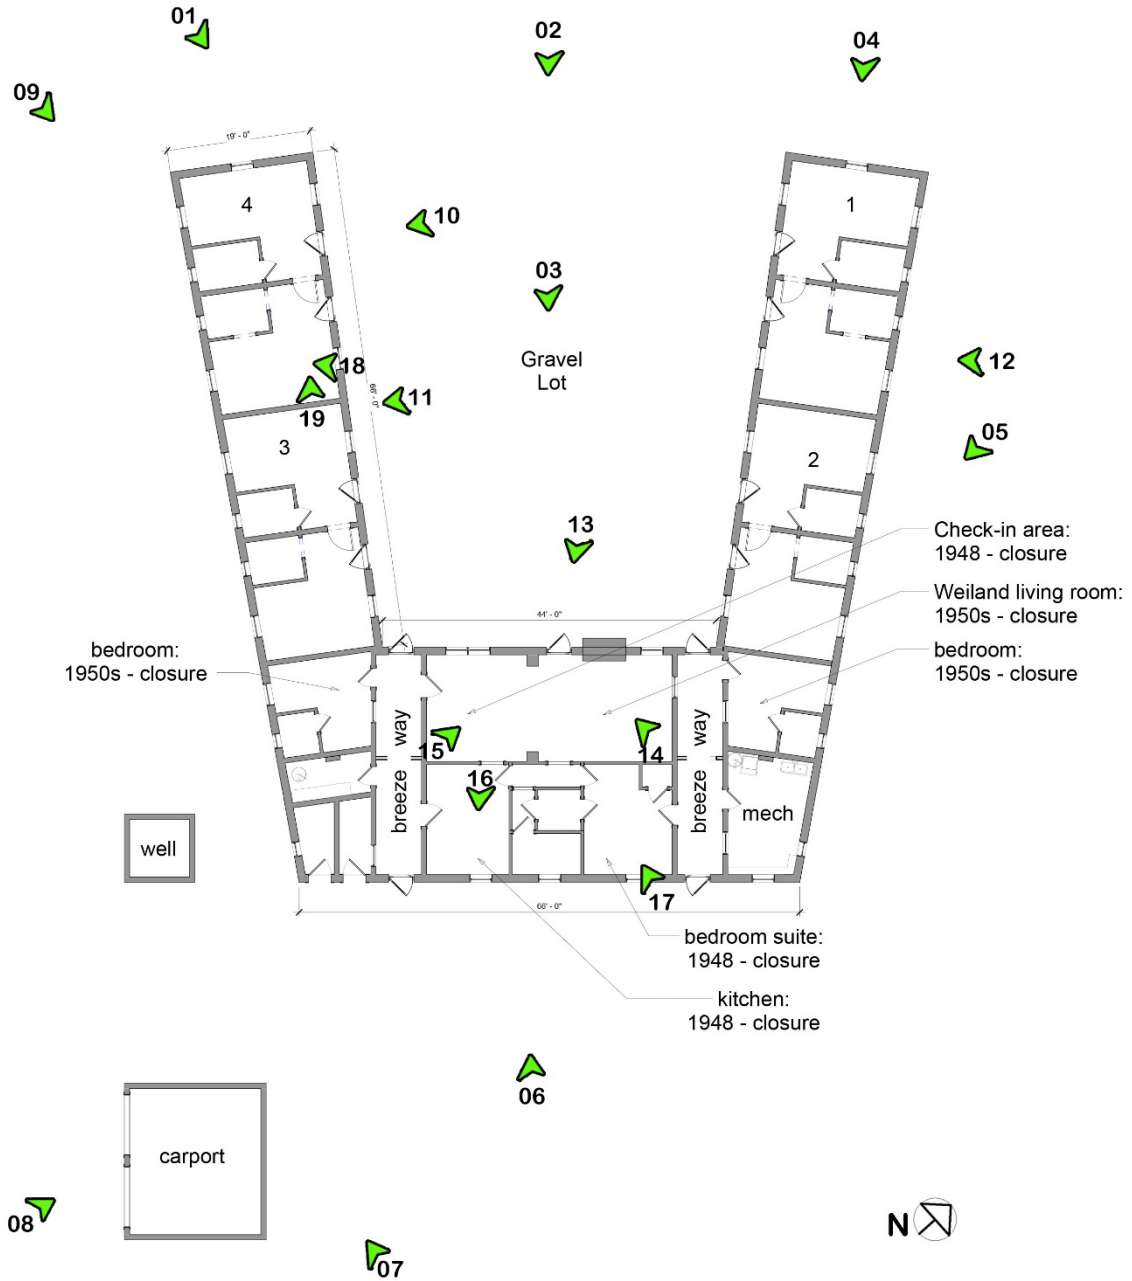 01
02
04
09
19' - 0"
4
10
1
03
Gravel
Lot
18
12
11
66' - 0"
19
05
3
2
13
Check-in area:
1948 - closure
Weiland living room:
1950s - closure
44' - 0"
bedroom:
1950s - closure
bedroom:
1950s - closure
breeze way
15
14
breeze way
16
mech
well
17
66' - 0"
bedroom suite:
1948 - closure
kitchen:
1948 - closure
06
carport
08
07
N